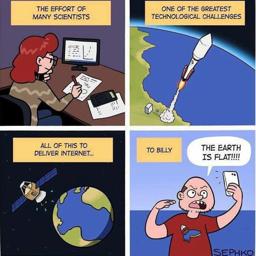 THE EFFORT OF
MANY SCIENTISTS
ONE OF THE GREATEST
TECHNOLOGICAL CHALLENGES
ALL OF THIS TO
DELIVER INTERNET...
TO BILLY
THE EARTH
IS FLAT!!!!
SEPHKO